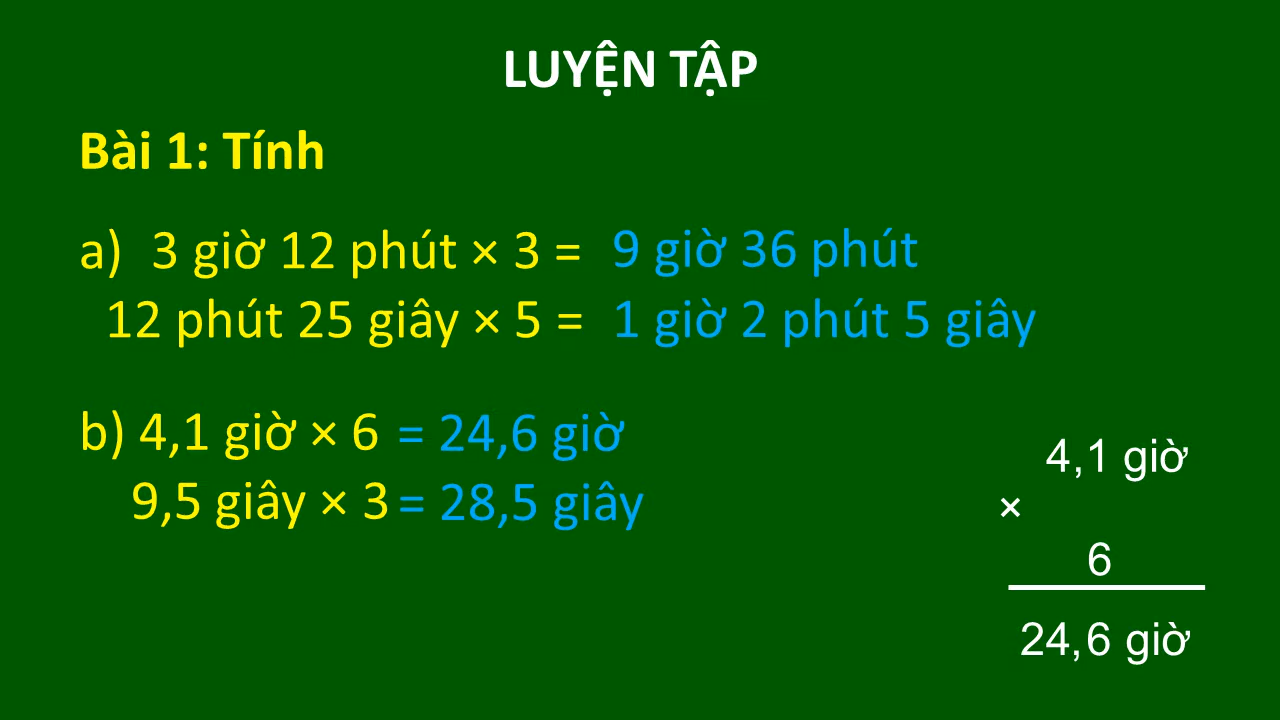 LUYỆN TẬP
Bài 1: Tính
a) 3 giờ 12 phút × 3 = 9 giờ 36 phút
12 phút 25 giây × 5 = 1 giờ 2 phút 5 giây
b) 4,1 giờ × 6 = 24,6 giờ
9,5 giây × 3 = 28,5 giây
4,1 giờ
×
6
24,6 giờ